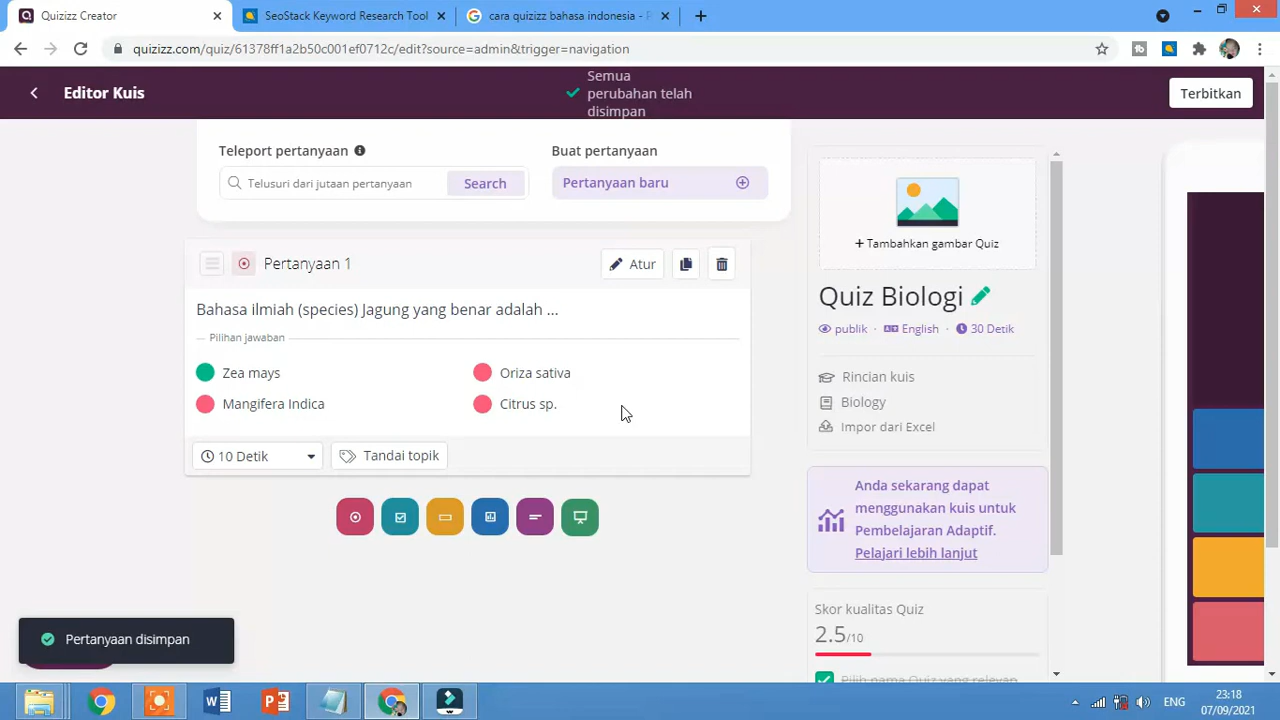 Quizizz Creator
SeoStack Keyword Research Tool
cara quizizz bahasa indonesia -
quizizz.com/quiz/61378ff1a2b50c001ef0712c/edit?source=admin&trigger=navigation
Editor Kuis
Semua
perubahan telah
disimpan
Terbitkan
Teleport pertanyaan
Buat pertanyaan
Telusuri dari jutaan pertanyaan
Search
Pertanyaan baru
+ Tambahkan gambar Quiz
Pertanyaan 1
Atur
Bahasa ilmiah (species) Jagung yang benar adalah ...
Pilihan jawaban
Zea mays
Oriza sativa
Mangifera Indica
Citrus sp.
10 Detik
Tandai topik
Quiz Biologi
publik · English · 30 Detik
Rincian kuis
Biology
Impor dari Excel
Anda sekarang dapat
menggunakan kuis untuk
Pembelajaran Adaptif.
Pelajari lebih lanjut
Skor kualitas Quiz
2.5/10
Pilih nama Quiz yang relevan
Pertanyaan disimpan
ENG
23:18
07/09/2021